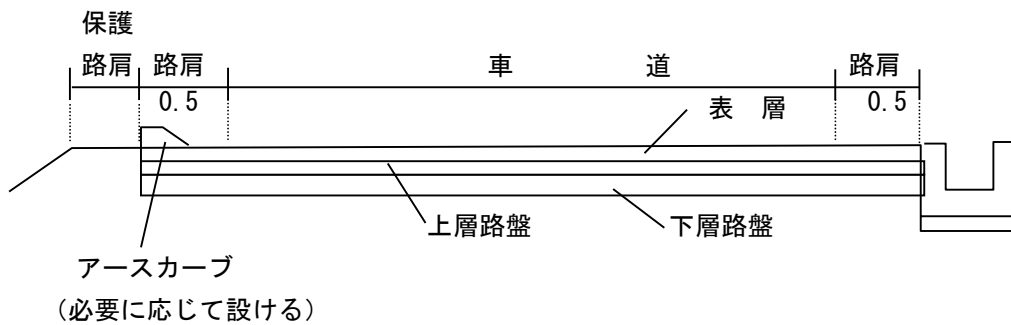 保護
路肩 路肩 車 道 路肩
0.5 0.5
表 層
上層路盤 下層路盤
アースカーブ
（必要に応じて設ける）